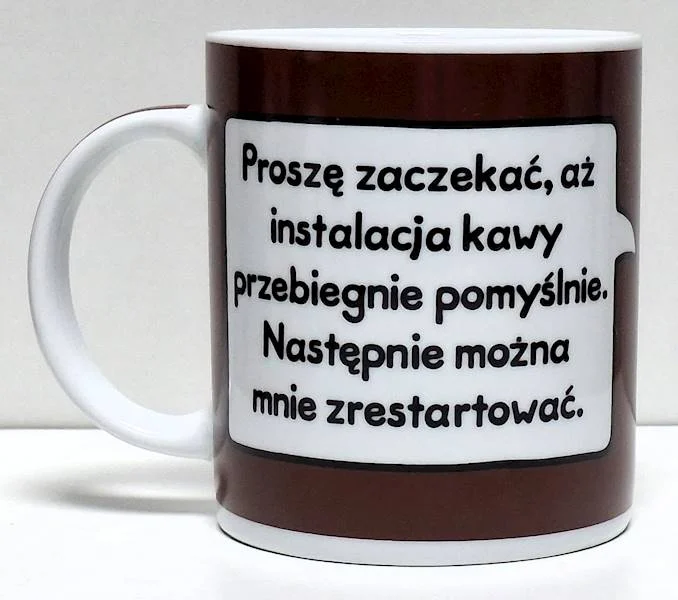 Proszę zaczekać, aż
instalacja kawy
przebiegnie pomyślnie.
Następnie można
mnie zrestartować.